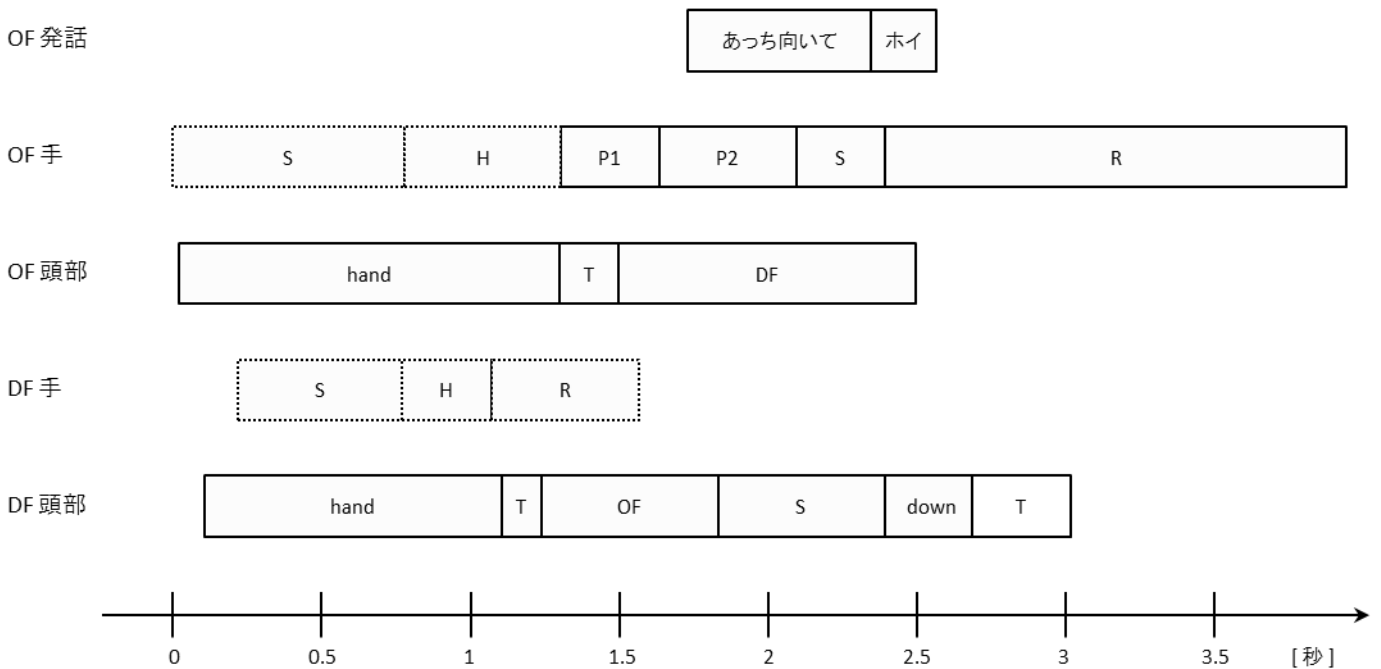 OF 発話 あっち向いて ホイ
OF 手 S H P1 P2 S R
OF 頭部 hand T DF
DF 手 S H R
DF 頭部 hand T OF S down T
0 0.5 1 1.5 2 2.5 3 3.5 [秒]